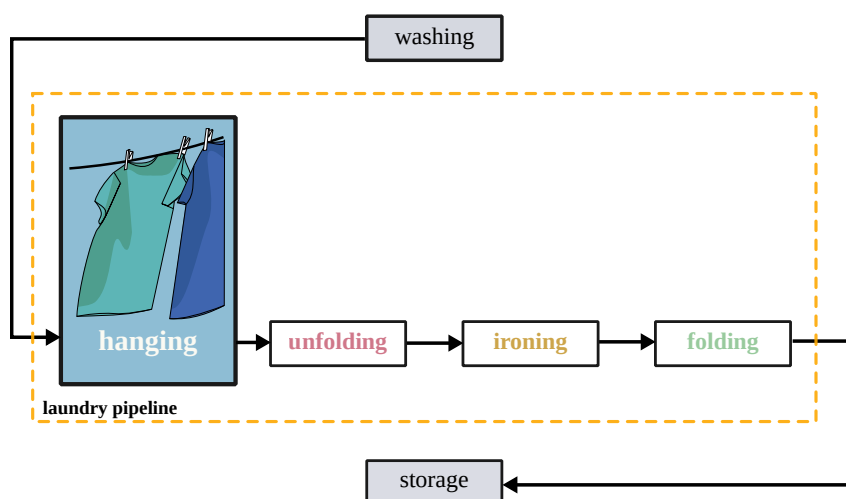 washing
hanging
unfolding
ironing
folding
laundry pipeline
storage